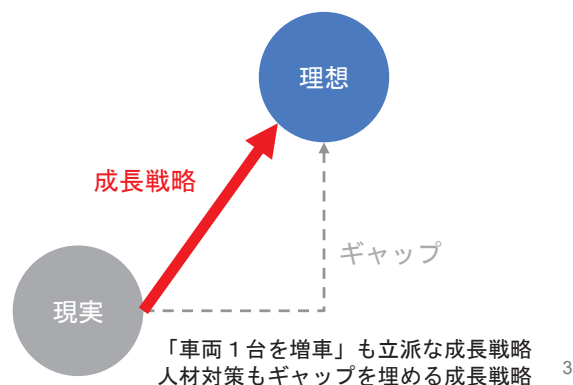 理想
成長戦略
ギャップ
現実
「車両１台を増車」も立派な成長戦略
人材対策もギャップを埋める成長戦略
3